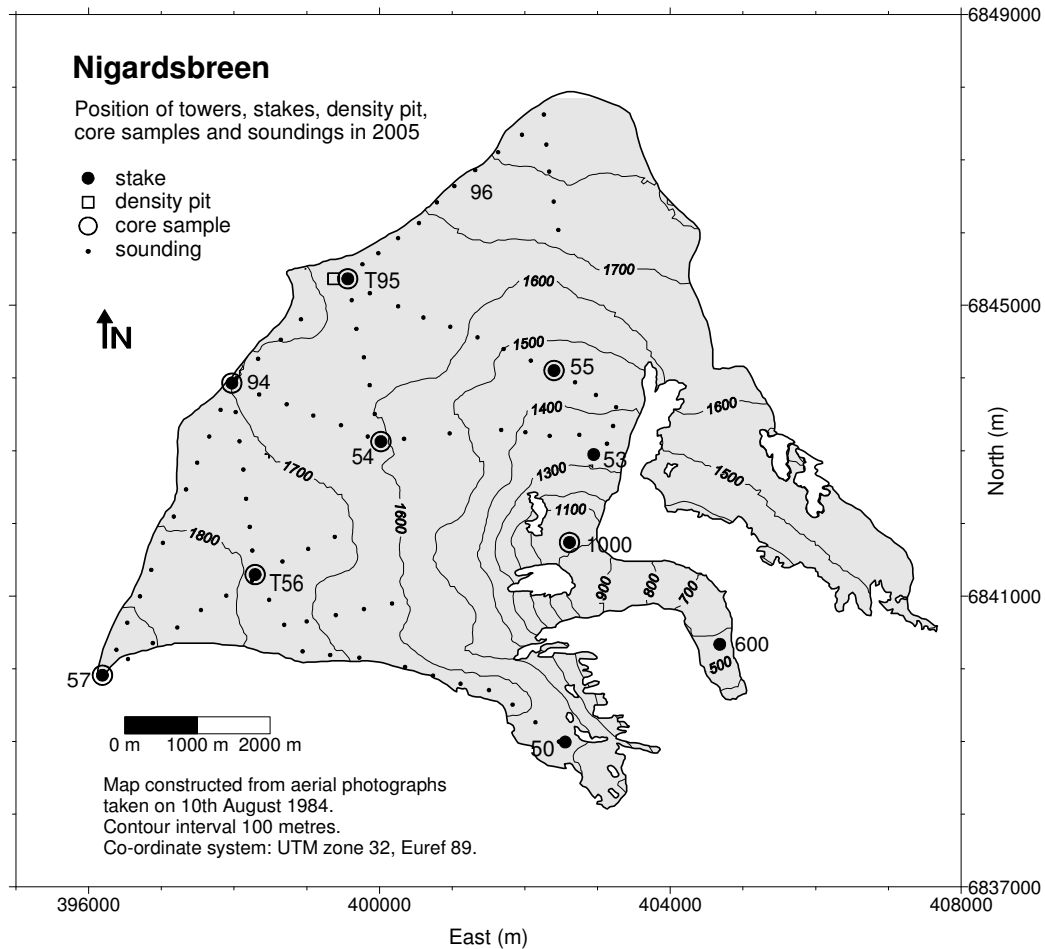 Nigardsbreen
Position of towers, stakes, density pit,
core samples and soundings in 2005
stake
density pit
core sample
sounding
N
96
T95
94
54
55
53
1000
T56
57
50
600
1700
1600
1500
1400
1300
1100
1600
1500
1700
1600
1800
900
800
700
500
0 m 1000 m 2000 m
Map constructed from aerial photographs
taken on 10th August 1984.
Contour interval 100 metres.
Co-ordinate system: UTM zone 32, Euref 89.
6849000
6845000
6841000
6837000
North (m)
396000 400000 404000 408000
East (m)